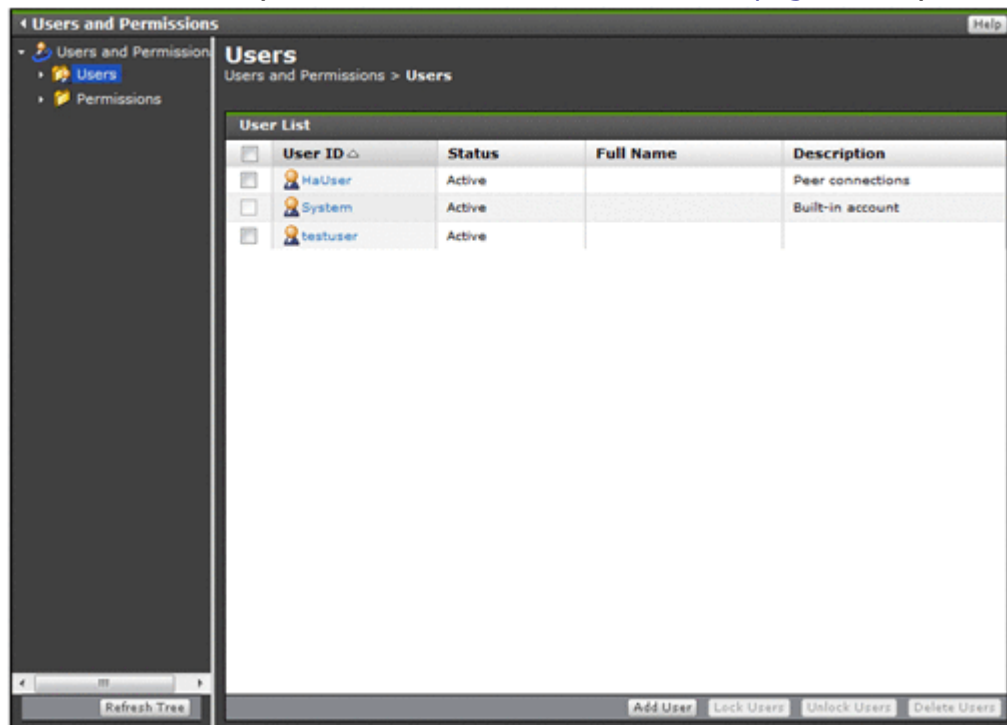 Users and Permissions
Help
Users and Permission
Users
Permissions
Users
Users and Permissions > Users
User List
User ID Status Full Name Description
HaUser Active Peer connections
System Active Built-in account
testuser Active
Refresh Tree
Add User Lock Users Unlock Users Delete Users